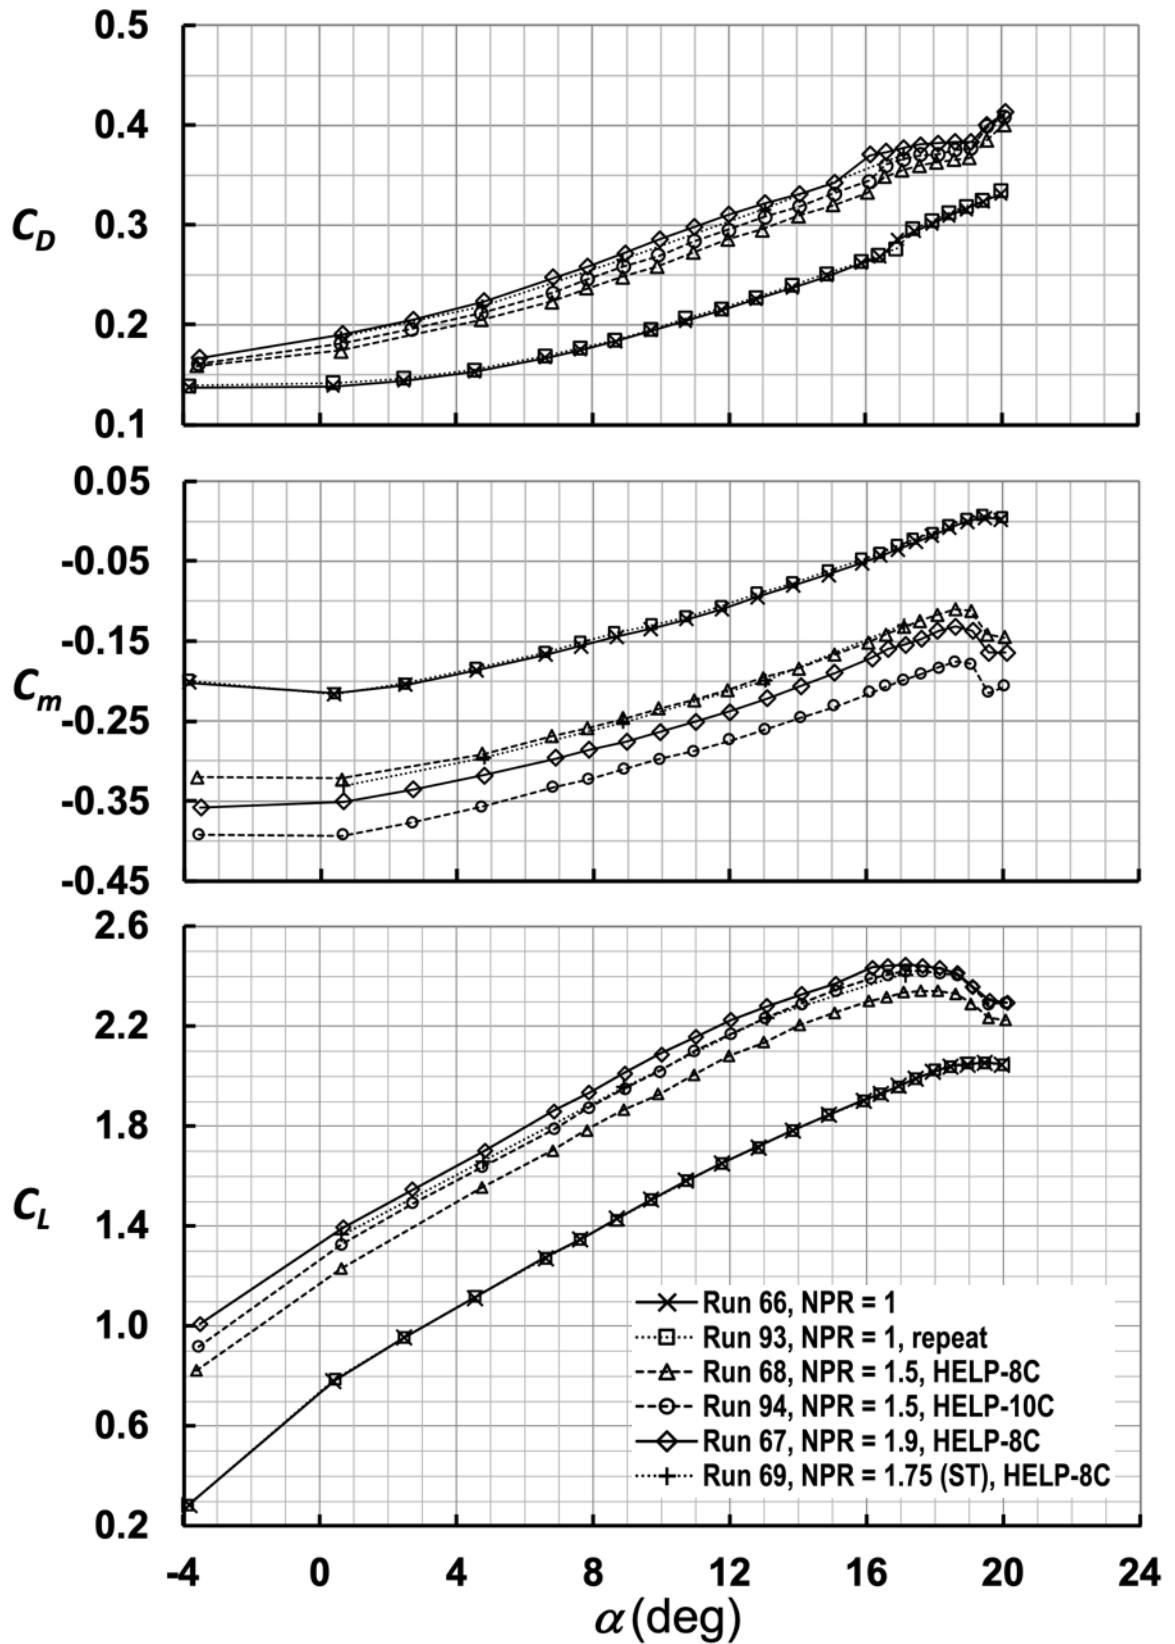 0.5
0.4
0.3
0.2
0.1
C_D
0.05
-0.05
-0.15
-0.25
-0.35
-0.45
C_m
2.6
2.2
1.8
1.4
1.0
0.6
0.2
C_L
Run 66, NPR = 1
Run 93, NPR = 1, repeat
Run 68, NPR = 1.5, HELP-8C
Run 94, NPR = 1.5, HELP-10C
Run 67, NPR = 1.9, HELP-8C
Run 69, NPR = 1.75 (ST), HELP-8C
-4 0 4 8 12 16 20 24
α (deg)